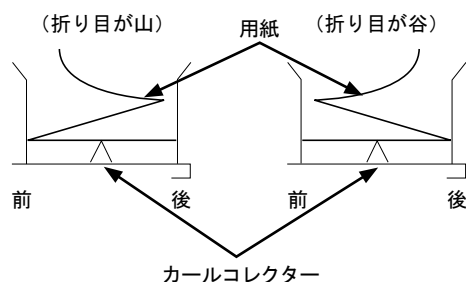 （折り目が山） 用紙 （折り目が谷）
前 後 前 後
カールコレクター